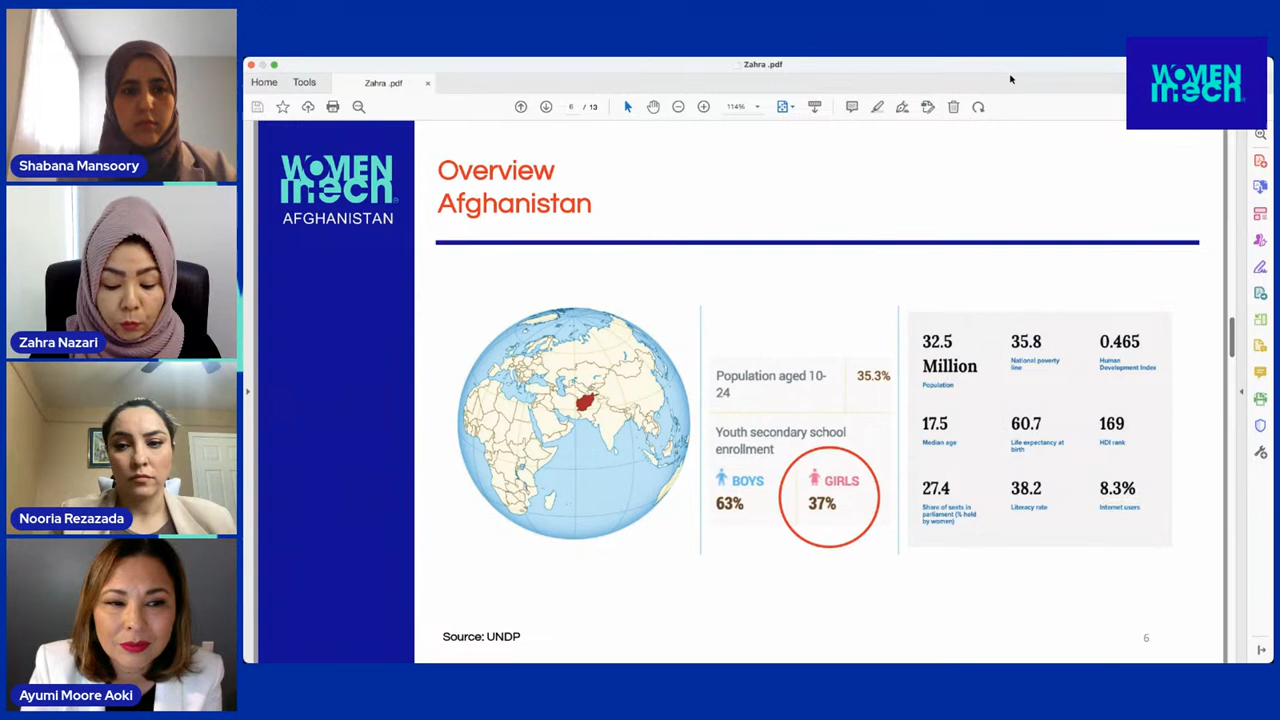 Shabana Mansoory
Zahra Nazari
Nooria Rezazada
Ayumi Moore Aoki
Zahra .pdf
Home
Tools
Zahra .pdf
×
6 / 13
114%
WOMEN
in tech
WOMEN
in tech
AFGHANISTAN
Overview
Afghanistan
Population aged 10-
24
35.3%
Youth secondary school
enrollment
BOYS
GIRLS
63%
37%
32.5
Million
Population
35.8
National poverty
line
0.465
Human
Development Index
17.5
Median age
60.7
Life expectancy at
birth
169
HDI rank
27.4
Share of seats in
parliament (% held
by women)
38.2
Literacy rate
8.3%
Internet users
Source: UNDP
6